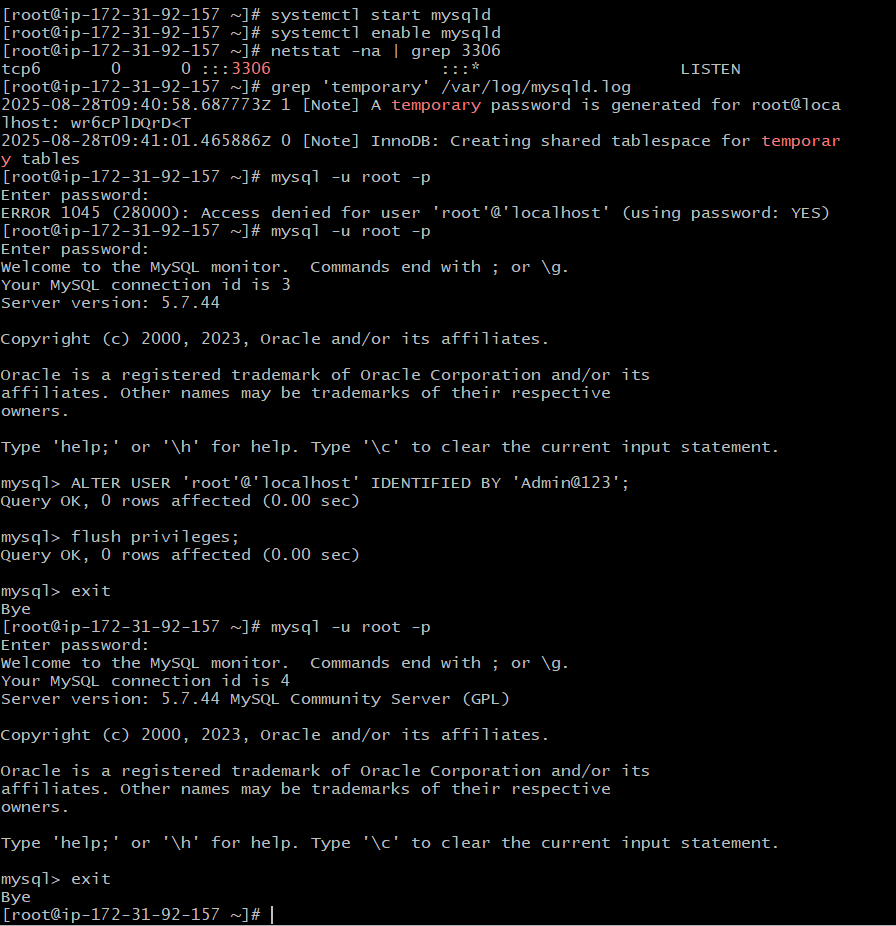 [root@ip-172-31-92-157 ~]# systemctl start mysqld
[root@ip-172-31-92-157 ~]# systemctl enable mysqld
[root@ip-172-31-92-157 ~]# netstat -na | grep 3306
tcp6       0      0 :::3306                 :::*                    LISTEN
[root@ip-172-31-92-157 ~]# grep 'temporary' /var/log/mysqld.log
2025-08-28T09:40:58.687773Z 1 [Note] A temporary password is generated for root@loca
lhost: wr6cPlDQrD<T
2025-08-28T09:41:01.465886Z 0 [Note] InnoDB: Creating shared tablespace for temporar
y tables
[root@ip-172-31-92-157 ~]# mysql -u root -p
Enter password:
ERROR 1045 (28000): Access denied for user 'root'@'localhost' (using password: YES)
[root@ip-172-31-92-157 ~]# mysql -u root -p
Enter password:
Welcome to the MySQL monitor.  Commands end with ; or \g.
Your MySQL connection id is 3
Server version: 5.7.44

Copyright (c) 2000, 2023, Oracle and/or its affiliates.

Oracle is a registered trademark of Oracle Corporation and/or its
affiliates. Other names may be trademarks of their respective
owners.

Type 'help;' or '\h' for help. Type '\c' to clear the current input statement.

mysql> ALTER USER 'root'@'localhost' IDENTIFIED BY 'Admin@123';
Query OK, 0 rows affected (0.00 sec)

mysql> flush privileges;
Query OK, 0 rows affected (0.00 sec)

mysql> exit
Bye
[root@ip-172-31-92-157 ~]# mysql -u root -p
Enter password:
Welcome to the MySQL monitor.  Commands end with ; or \g.
Your MySQL connection id is 4
Server version: 5.7.44 MySQL Community Server (GPL)

Copyright (c) 2000, 2023, Oracle and/or its affiliates.

Oracle is a registered trademark of Oracle Corporation and/or its
affiliates. Other names may be trademarks of their respective
owners.

Type 'help;' or '\h' for help. Type '\c' to clear the current input statement.

mysql> exit
Bye
[root@ip-172-31-92-157 ~]#